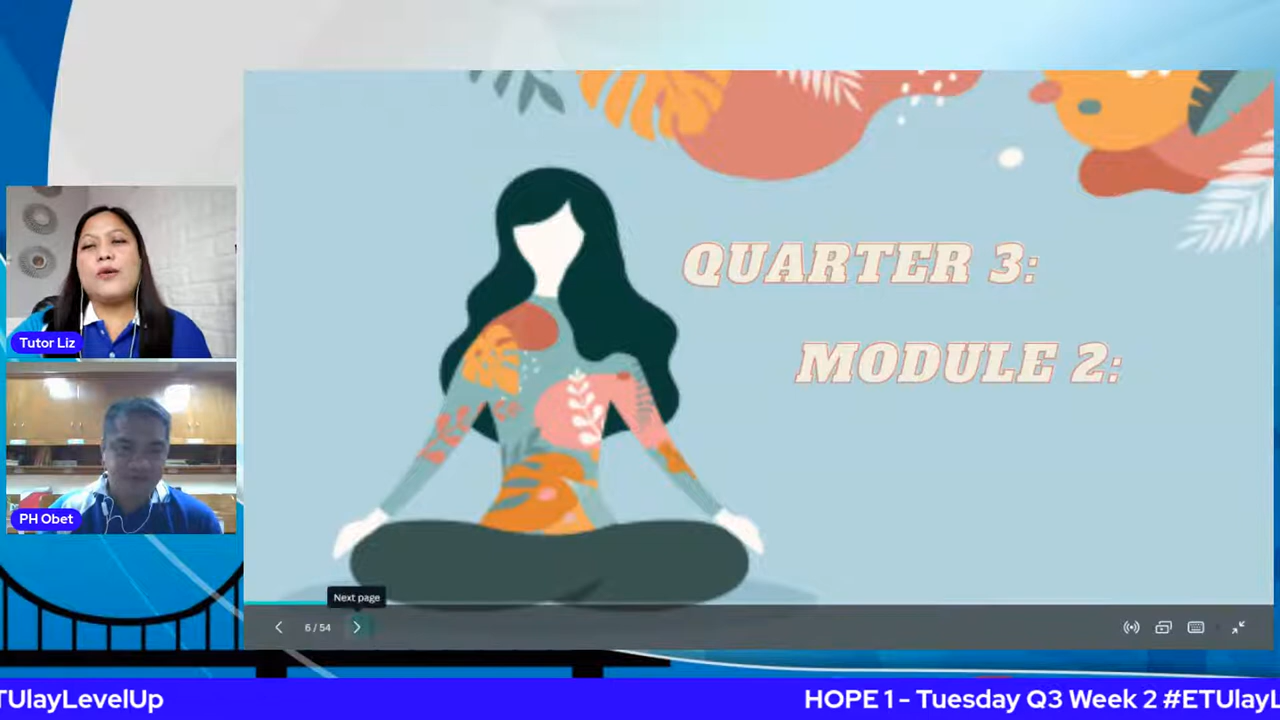 QUARTER 3:
MODULE 2:
Tutor Liz
PH Obet
Next page
6 / 54
TUlayLevelUp
HOPE 1 - Tuesday Q3 Week 2 #ETUlayL